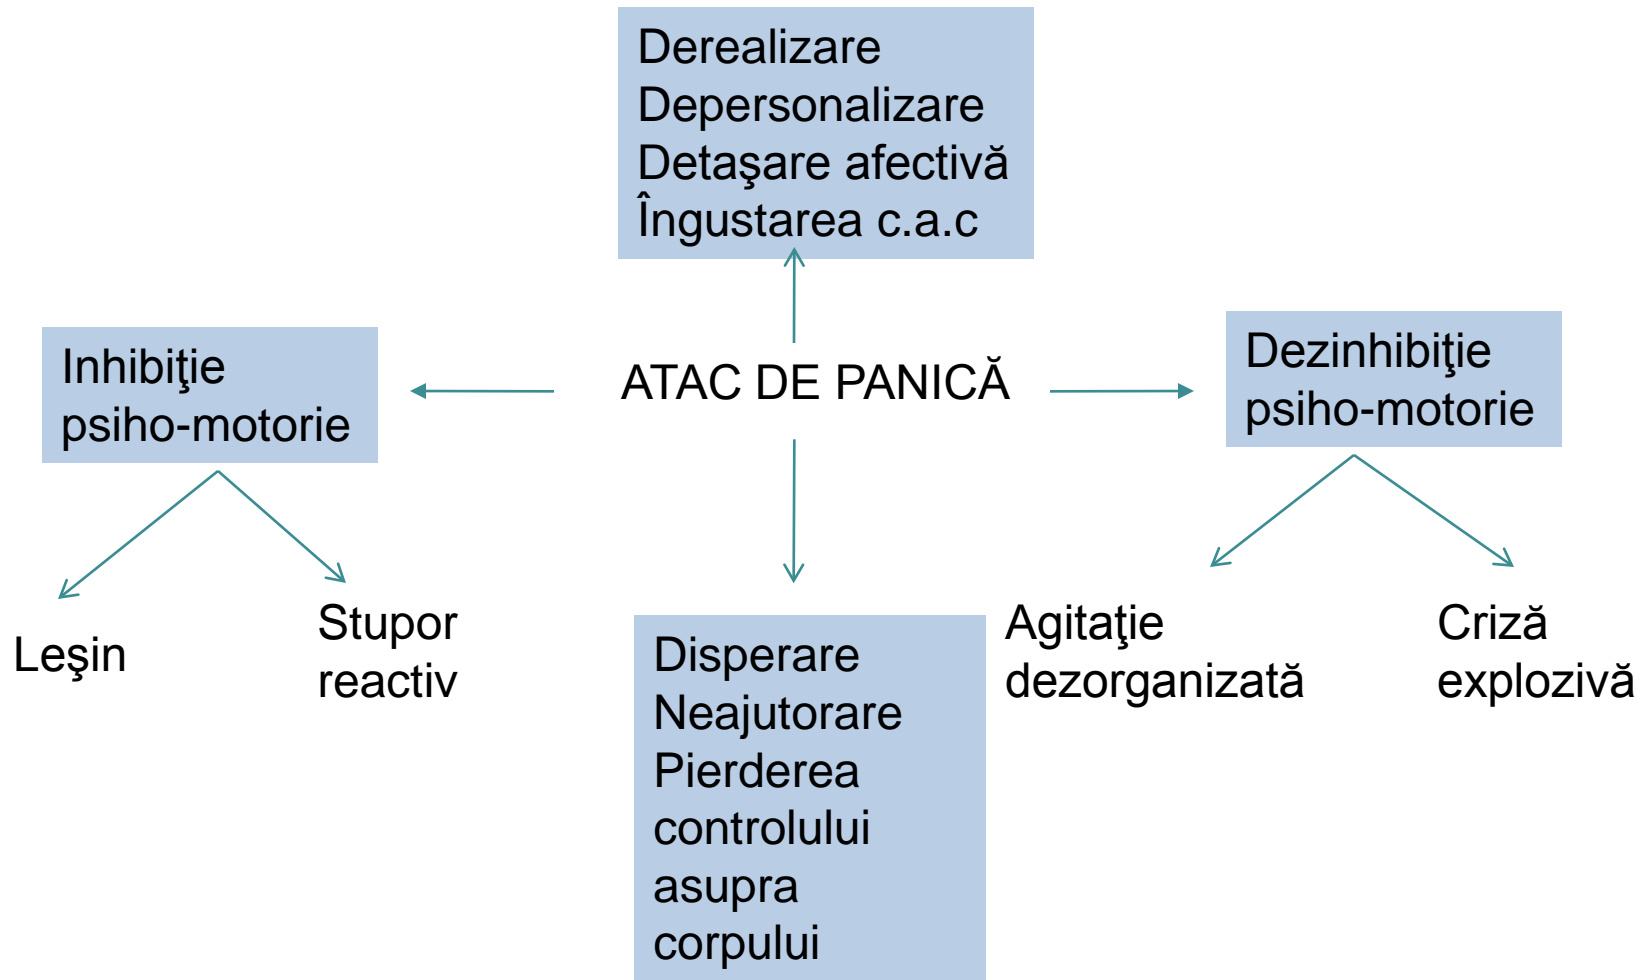 Derealizare
Depersonalizare
Detaşare afectivă
Îngustarea c.a.c
Inhibiţie
psiho-motorie
ATAC DE PANICĂ
Dezinhibiţie
psiho-motorie
Leşin
Stupor
reactiv
Disperare
Neajutorare
Pierderea
controlului
asupra
corpului
Agitaţie
dezorganizată
Criză
explozivă